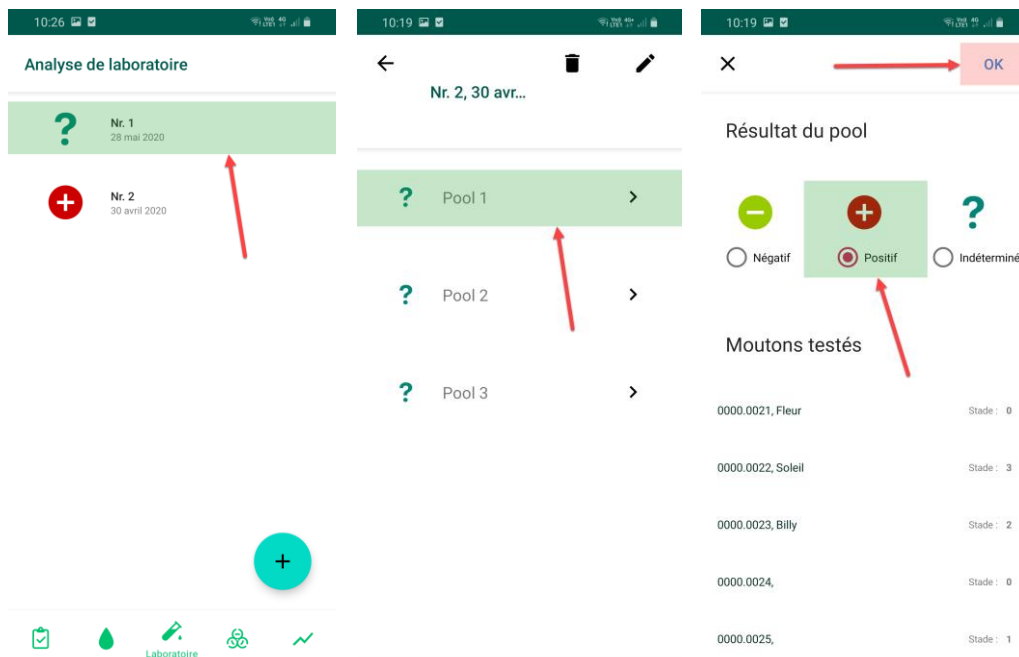 10:26
Analyse de laboratoire
Nr. 1
28 mai 2020
Nr. 2
30 avril 2020
Laboratoire
10:19
Nr. 2, 30 avr...
Pool 1
Pool 2
Pool 3
10:19
OK
Résultat du pool
Négatif
Positif
Indéterminé
Moutons testés
0000.0021, Fleur Stade : 0
0000.0022, Soleil Stade : 3
0000.0023, Billy Stade : 2
0000.0024, Stade : 0
0000.0025, Stade : 1